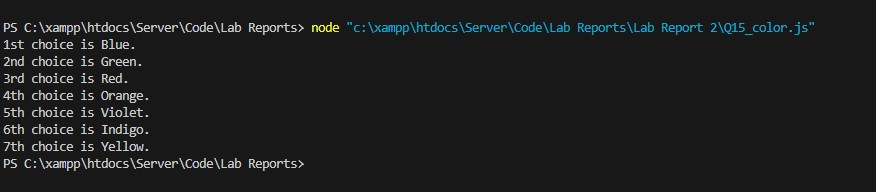 PS C:\xampp\htdocs\Server\Code\Lab Reports> node "c:\xampp\htdocs\Server\Code\Lab Reports\Lab Report 2\Q15_color.js"
1st choice is Blue.
2nd choice is Green.
3rd choice is Red.
4th choice is Orange.
5th choice is Violet.
6th choice is Indigo.
7th choice is Yellow.
PS C:\xampp\htdocs\Server\Code\Lab Reports>